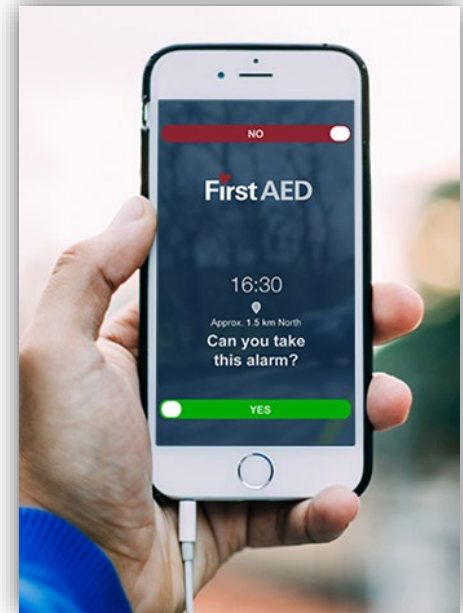 NO
First AED
16:30
Approx. 1.5 km North
Can you take
this alarm?
YES